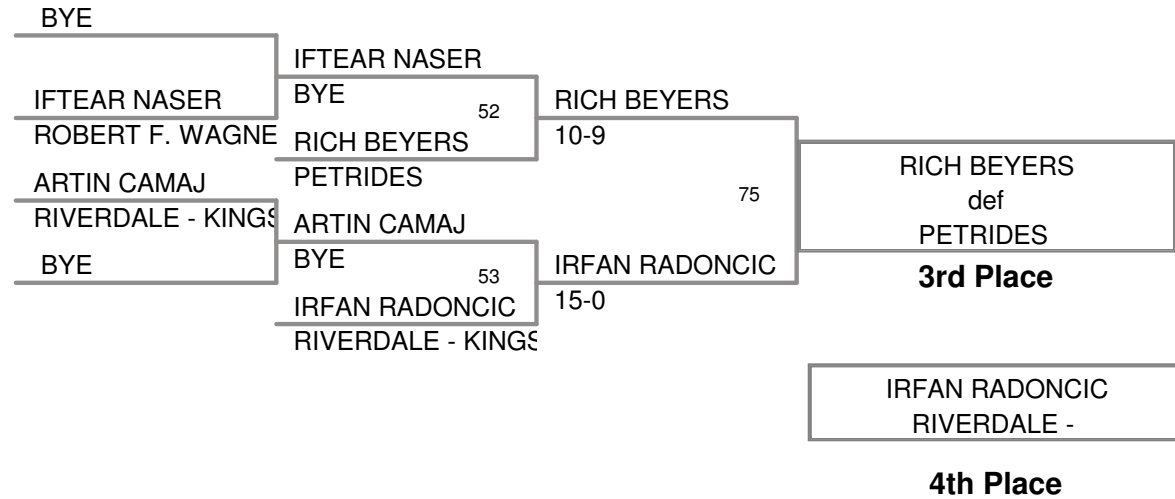 BYE
IFTEAR NASER
IFTEAR NASER
BYE
52
RICH BEYERS
ROBERT F. WAGNE
RICH BEYERS
10-9
ARTIN CAMAJ
PETRIDES
75
RICH BEYERS
def
PETRIDES
RIVERDALE - KINGS
ARTIN CAMAJ
BYE
BYE
53
IRFAN RADONCIC
3rd Place
IRFAN RADONCIC
15-0
RIVERDALE - KINGS
IRFAN RADONCIC
RIVERDALE -
4th Place